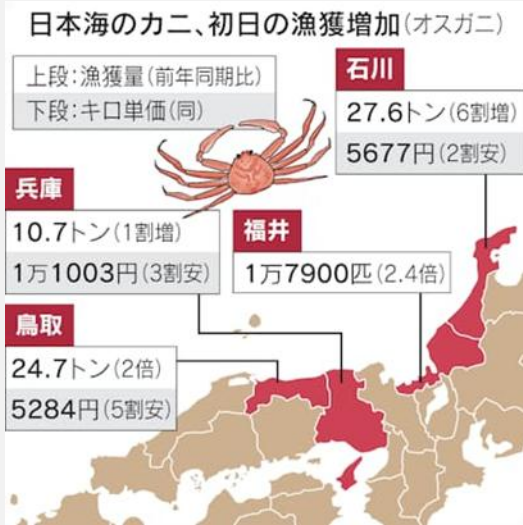 日本海のカニ、初日の漁獲増加(オスガニ)
上段:漁獲量(前年同期比)
下段:キロ単価(同)
石川
27.6トン(6割増)
5677円(2割安)
兵庫
10.7トン(1割増)
1万1003円(3割安)
福井
1万7900匹(2.4倍)
鳥取
24.7トン(2倍)
5284円(5割安)